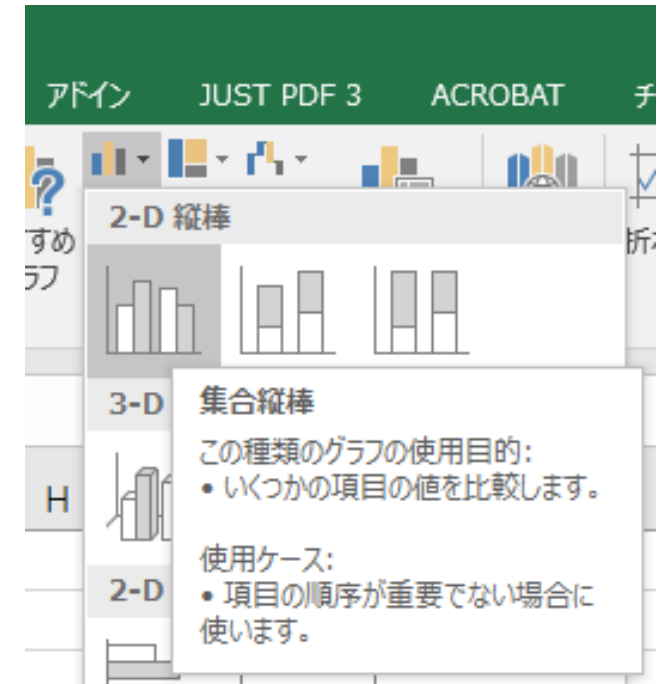 アドイン JUST PDF 3 ACROBAT チ
すめ
ラフ
折
2-D 縦棒
3-D
集合縦棒
この種類のグラフの使用目的:
• いくつかの項目の値を比較します。
使用ケース:
• 項目の順序が重要でない場合に
使います。
H
2-D